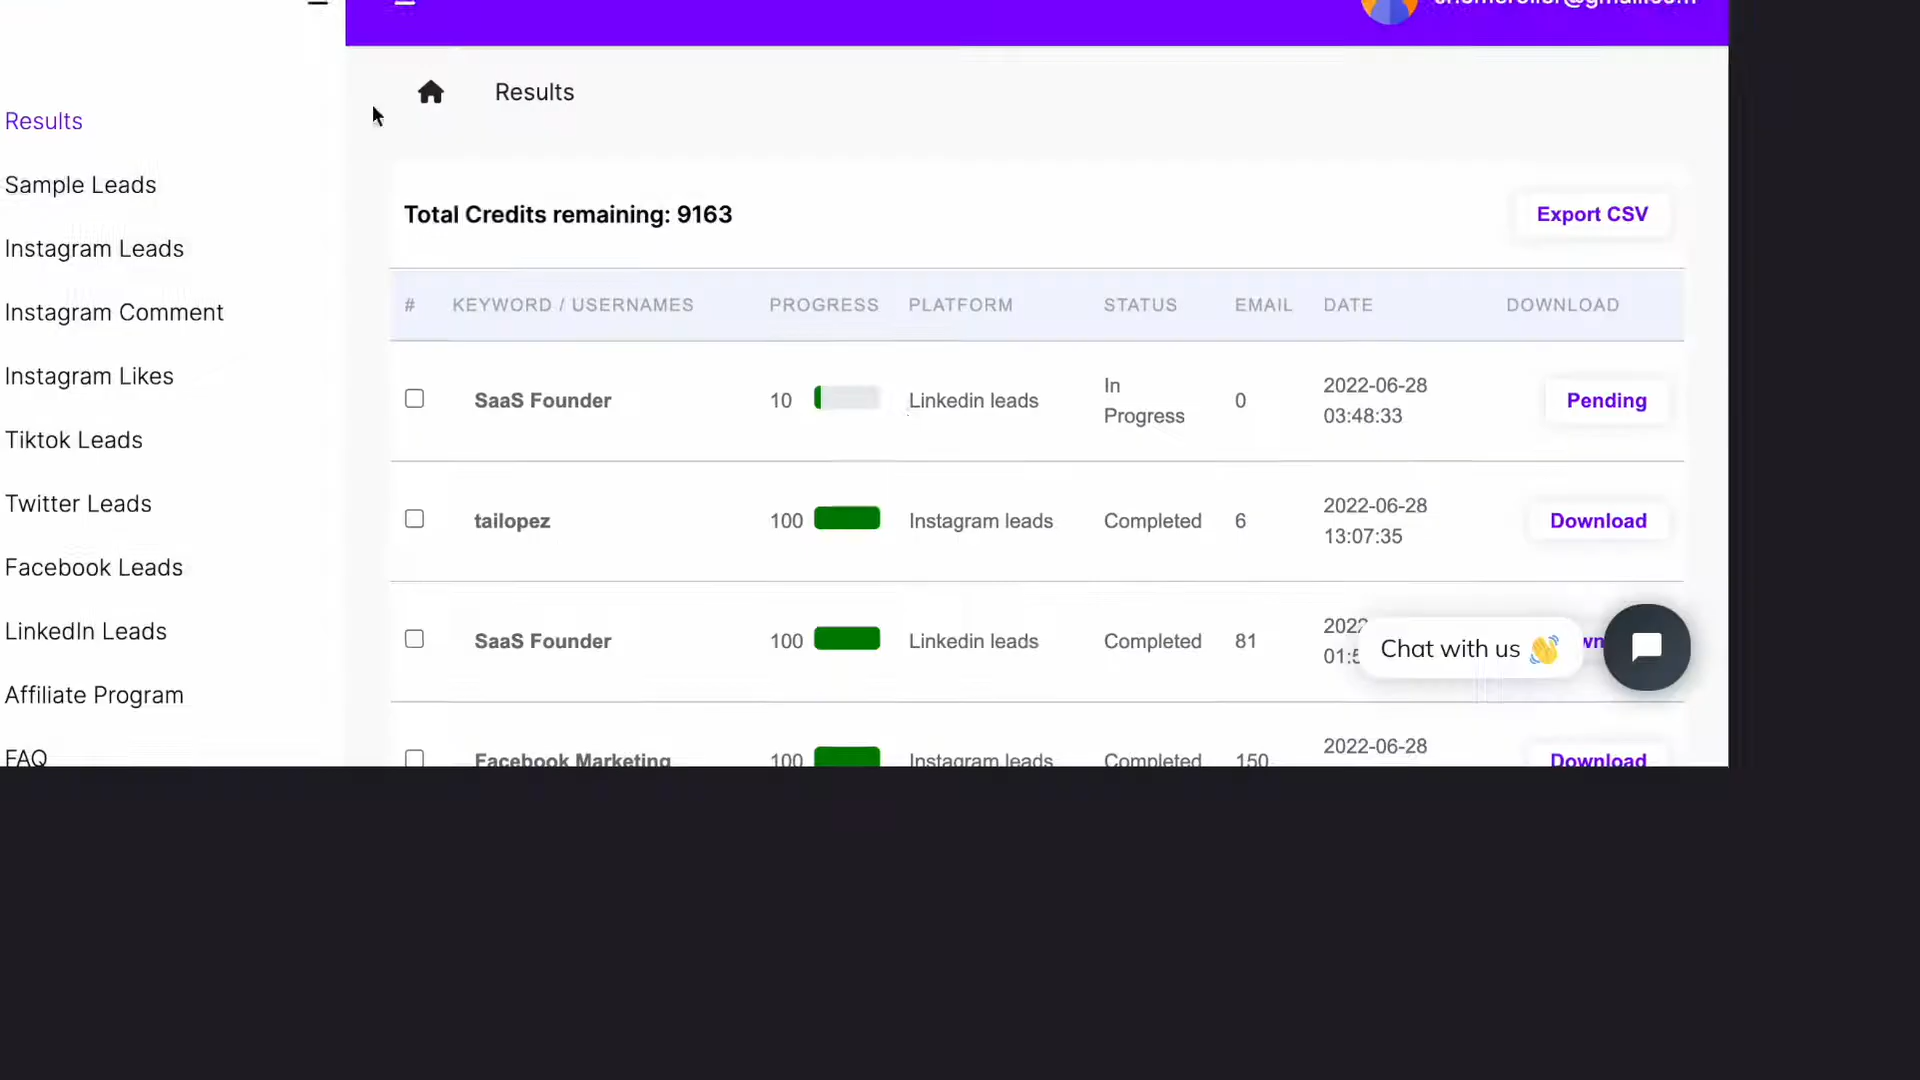 Results
Results
Sample Leads
Instagram Leads
Instagram Comment
Instagram Likes
Tiktok Leads
Twitter Leads
Facebook Leads
LinkedIn Leads
Affiliate Program
FAQ
Total Credits remaining: 9163
Export CSV
# KEYWORD / USERNAMES PROGRESS PLATFORM STATUS EMAIL DATE DOWNLOAD
SaaS Founder 10 Linkedin leads In Progress 0 2022-06-28 03:48:33 Pending
tailopez 100 Instagram leads Completed 6 2022-06-28 13:07:35 Download
SaaS Founder 100 Linkedin leads Completed 81
Chat with us 👋
Facebook Marketing 100 Instagram leads Completed 150 2022-06-28 Download